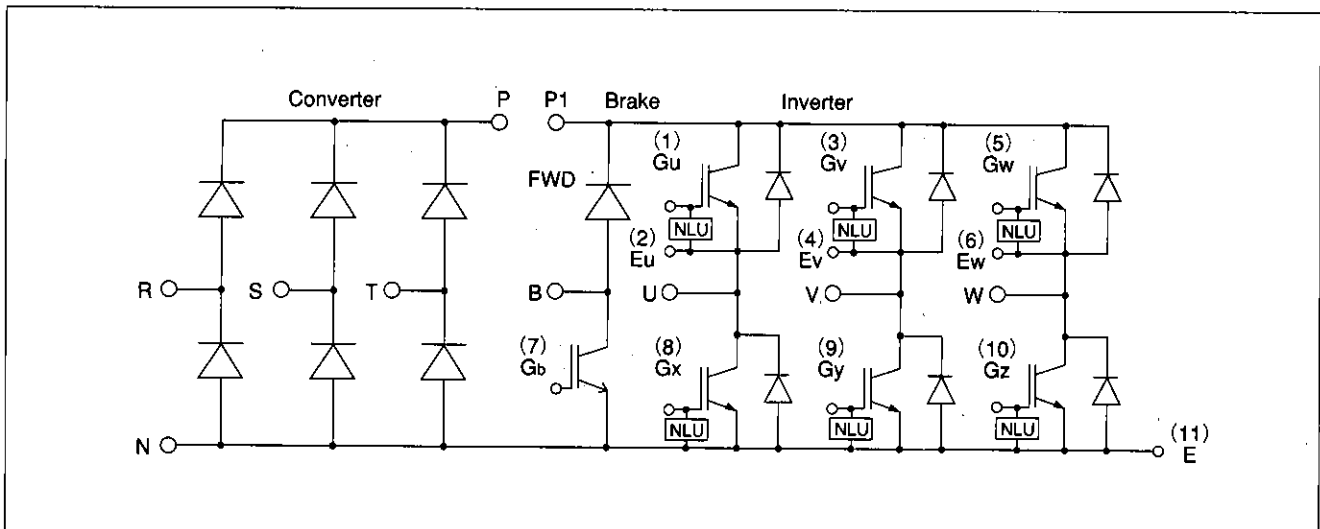 Converter P P1 Brake Inverter
(1) (3) (5)
Gu Gv Gw
FWD
NLU NLU NLU
(2) (4) (6)
Eu Ev Ew
R S T B U V W
(7) (8) (9) (10)
Gb Gx Gy Gz
NLU NLU NLU
N
(11)
E